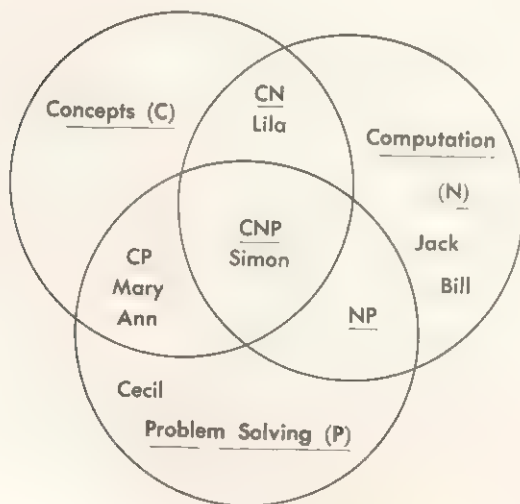 CN
Lila
Concepts (C)
Computation
(N)
Jack
Bill
CNP
Simon
CP
Mary
Ann
NP
Cecil
Problem Solving (P)